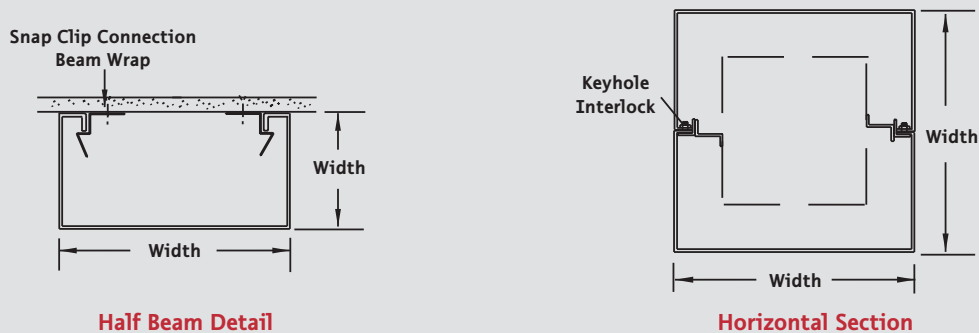 Snap Clip Connection
Beam Wrap
Width
Width
Half Beam Detail
Keyhole
Interlock
Width
Width
Horizontal Section